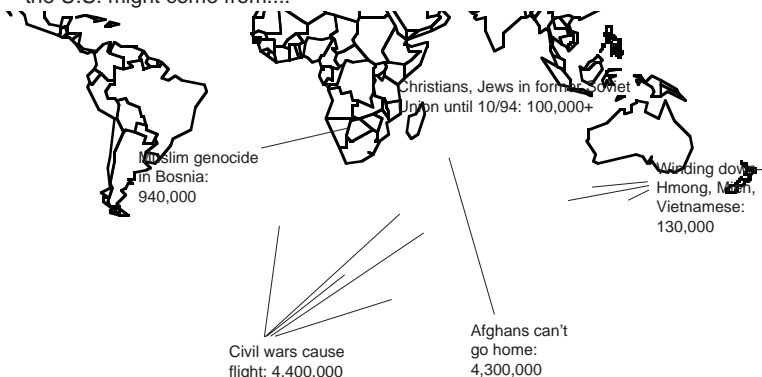 the U.S. might come from....
Christians, Jews in former Soviet
Union until 10/94: 100,000+
Muslim genocide
in Bosnia:
940,000
Winding down–
Hmong, Mien,
Vietnamese:
130,000
Civil wars cause
flight: 4,400,000
Afghans can't
go home:
4,300,000